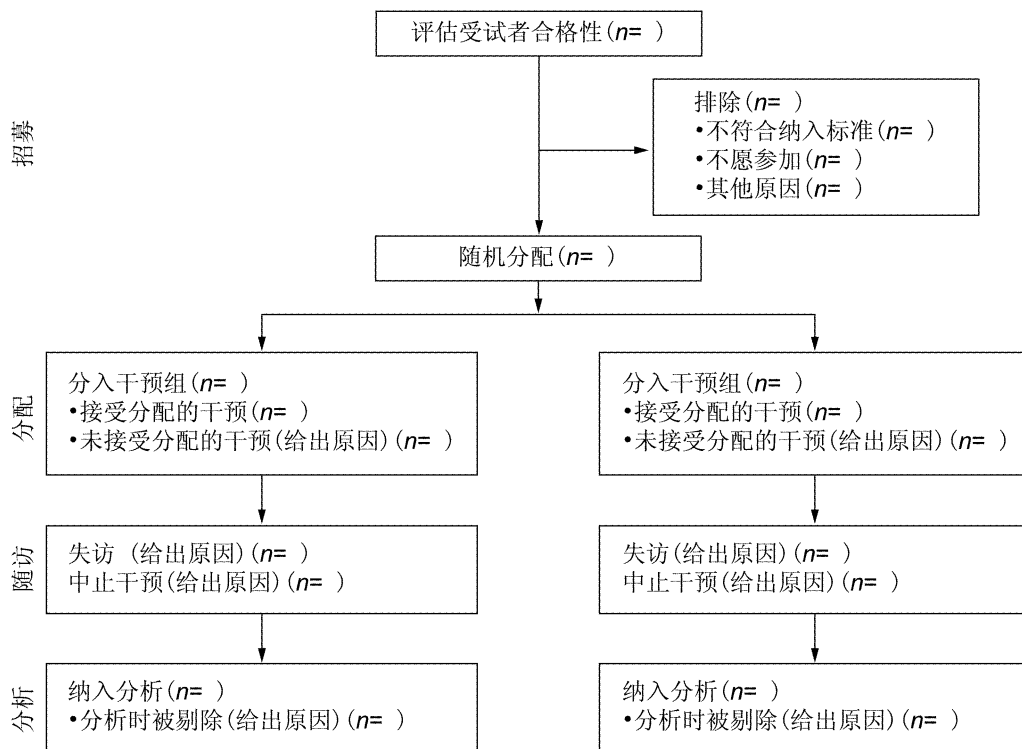 评估受试者合格性(n= )
招募
排除(n= )
•不符合纳入标准(n= )
•不愿参加(n= )
•其他原因(n= )
随机分配(n= )
分配
分入干预组(n= )
•接受分配的干预(n= )
•未接受分配的干预(给出原因)(n= )
分入干预组(n= )
•接受分配的干预(n= )
•未接受分配的干预(给出原因)(n= )
随访
失访 (给出原因)(n= )
中止干预(给出原因)(n= )
失访(给出原因)(n= )
中止干预(给出原因)(n= )
分析
纳入分析(n= )
•分析时被剔除(给出原因)(n= )
纳入分析(n= )
•分析时被剔除(给出原因)(n= )